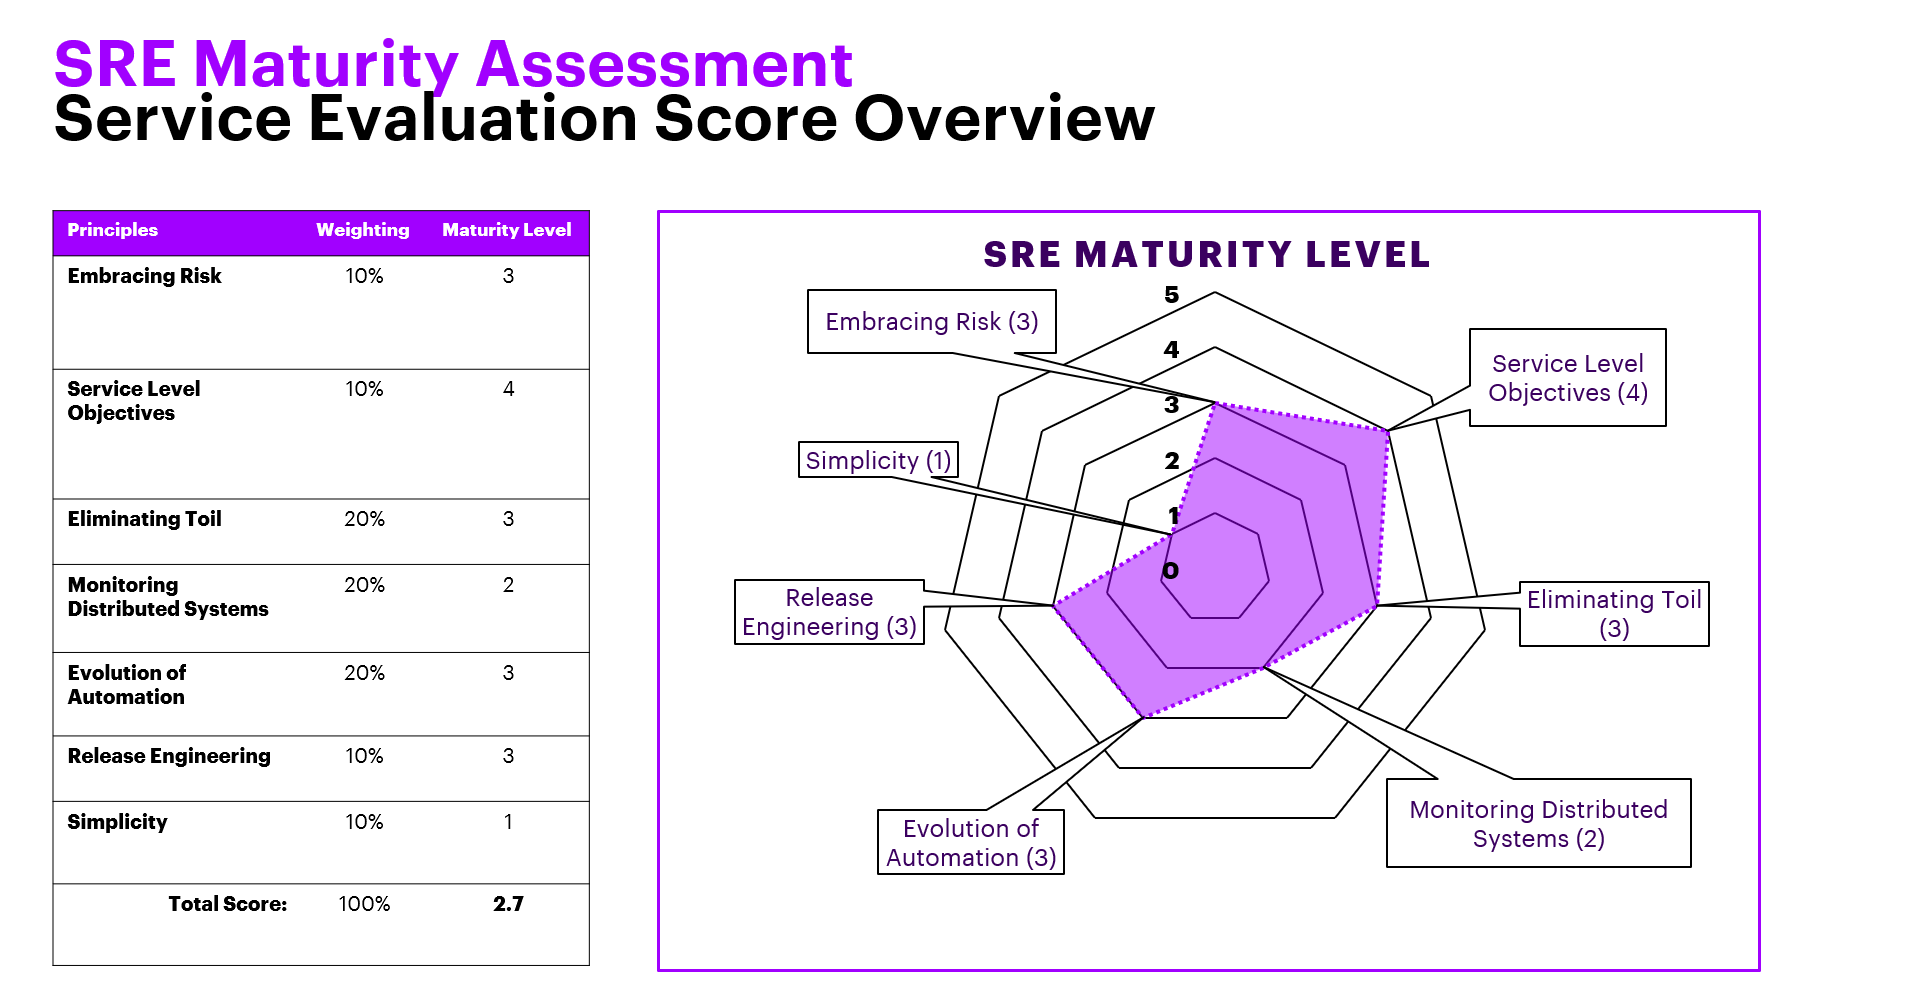 SRE Maturity Assessment
Service Evaluation Score Overview
Principles Weighting Maturity Level
Embracing Risk 10% 3
Service Level 10% 4
Objectives
Eliminating Toil 20% 3
Monitoring 20% 2
Distributed Systems
Evolution of 20% 3
Automation
Release Engineering 10% 3
Simplicity 10% 1
Total Score: 100% 2.7
SRE MATURITY LEVEL
5
4
3
2
1
0
Embracing Risk (3)
Service Level
Objectives (4)
Simplicity (1)
Release
Engineering (3)
Eliminating Toil
(3)
Evolution of
Automation (3)
Monitoring Distributed
Systems (2)